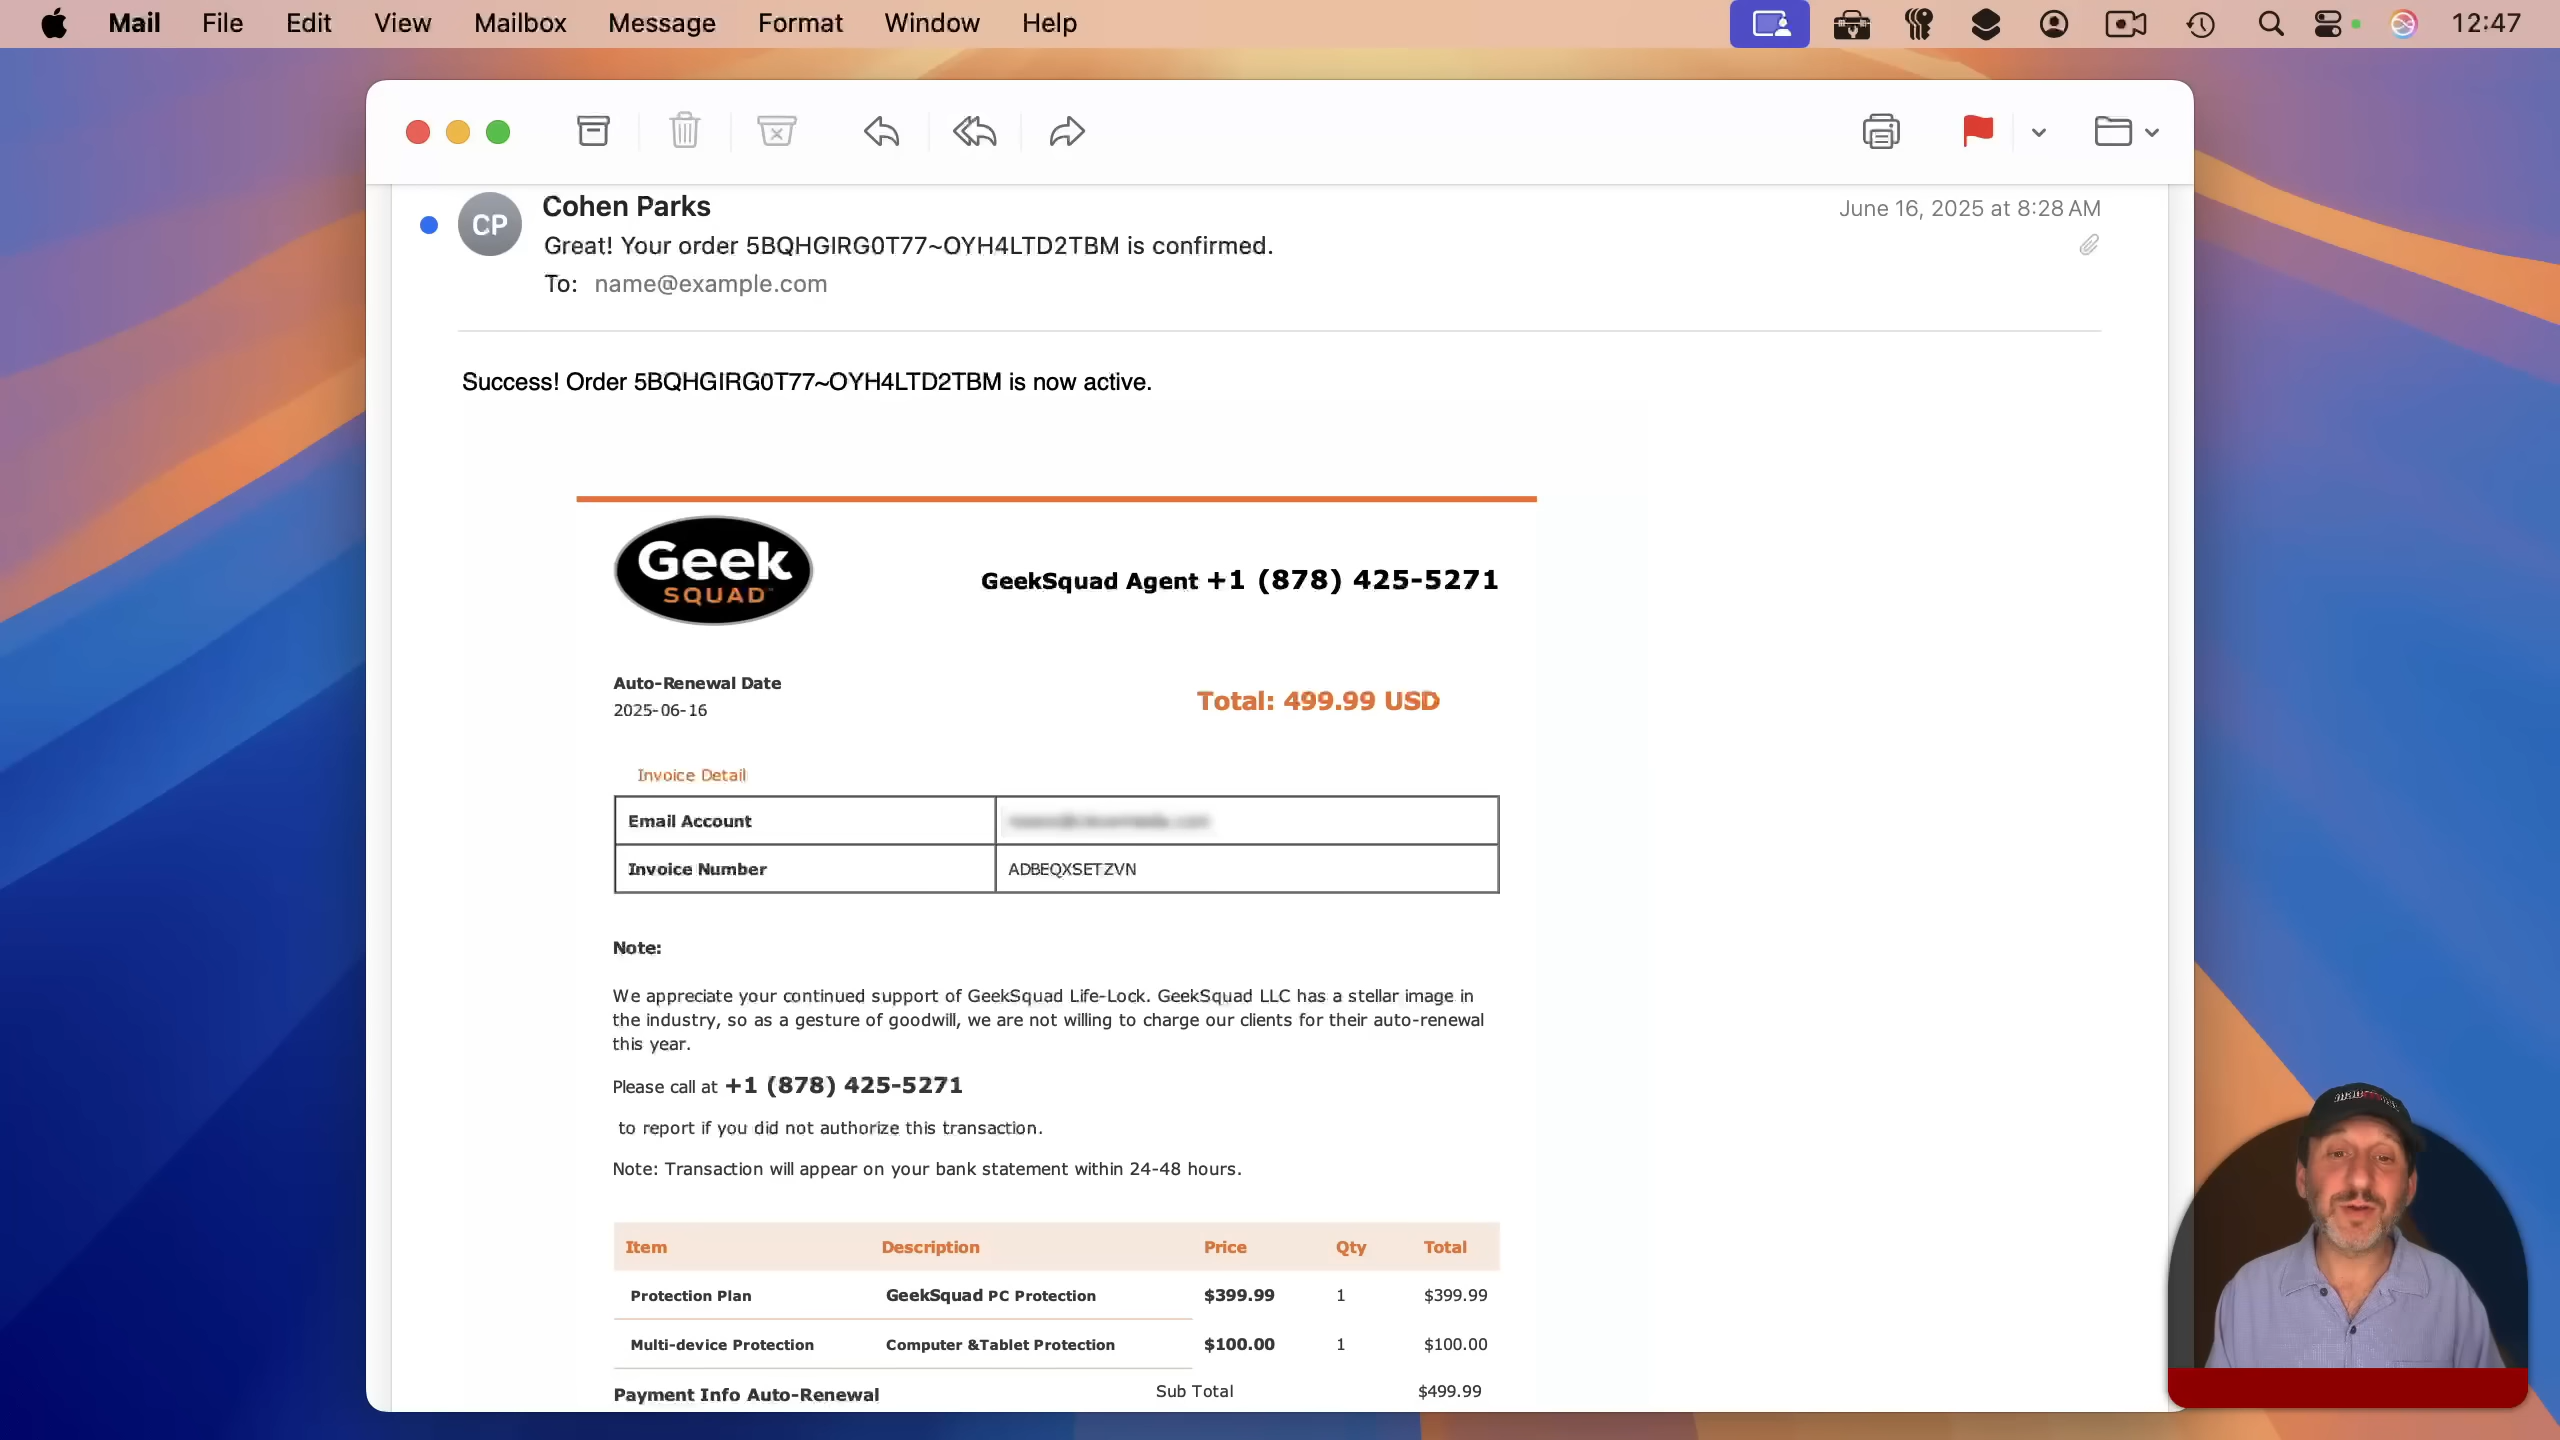 Mail File Edit View Mailbox Message Format Window Help 12:47
Cohen Parks
June 16, 2025 at 8:28 AM
CP
Great! Your order 5BQHGIRG0T77~OYH4LTD2TBM is confirmed.
To: name@example.com
Success! Order 5BQHGIRG0T77~OYH4LTD2TBM is now active.
Geek
SQUAD
GeekSquad Agent +1 (878) 425-5271
Auto-Renewal Date
2025-06-16
Total: 499.99 USD
Invoice Detail
Email Account
Invoice Number ADBEQXSETZVN
Note:
We appreciate your continued support of GeekSquad Life-Lock. GeekSquad LLC has a stellar image in
the industry, so as a gesture of goodwill, we are not willing to charge our clients for their auto-renewal
this year.
Please call at +1 (878) 425-5271
to report if you did not authorize this transaction.
Note: Transaction will appear on your bank statement within 24-48 hours.
Item Description Price Qty Total
Protection Plan GeekSquad PC Protection $399.99 1 $399.99
Multi-device Protection Computer &Tablet Protection $100.00 1 $100.00
Payment Info Auto-Renewal Sub Total $499.99